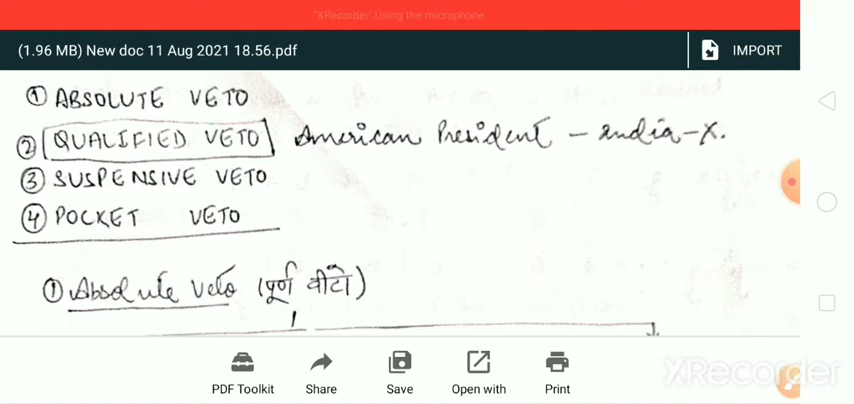 "XRecorder",Using the microphone
(1.96 MB) New doc 11 Aug 2021 18.56.pdf IMPORT
① ABSOLUTE VETO
② QUALIFIED VETO American President - India - X.
③ SUSPENSIVE VETO
④ POCKET VETO
① Absolute Veto (पूर्ण वीटो)
PDF Toolkit Share Save Open with Print
XRecorder